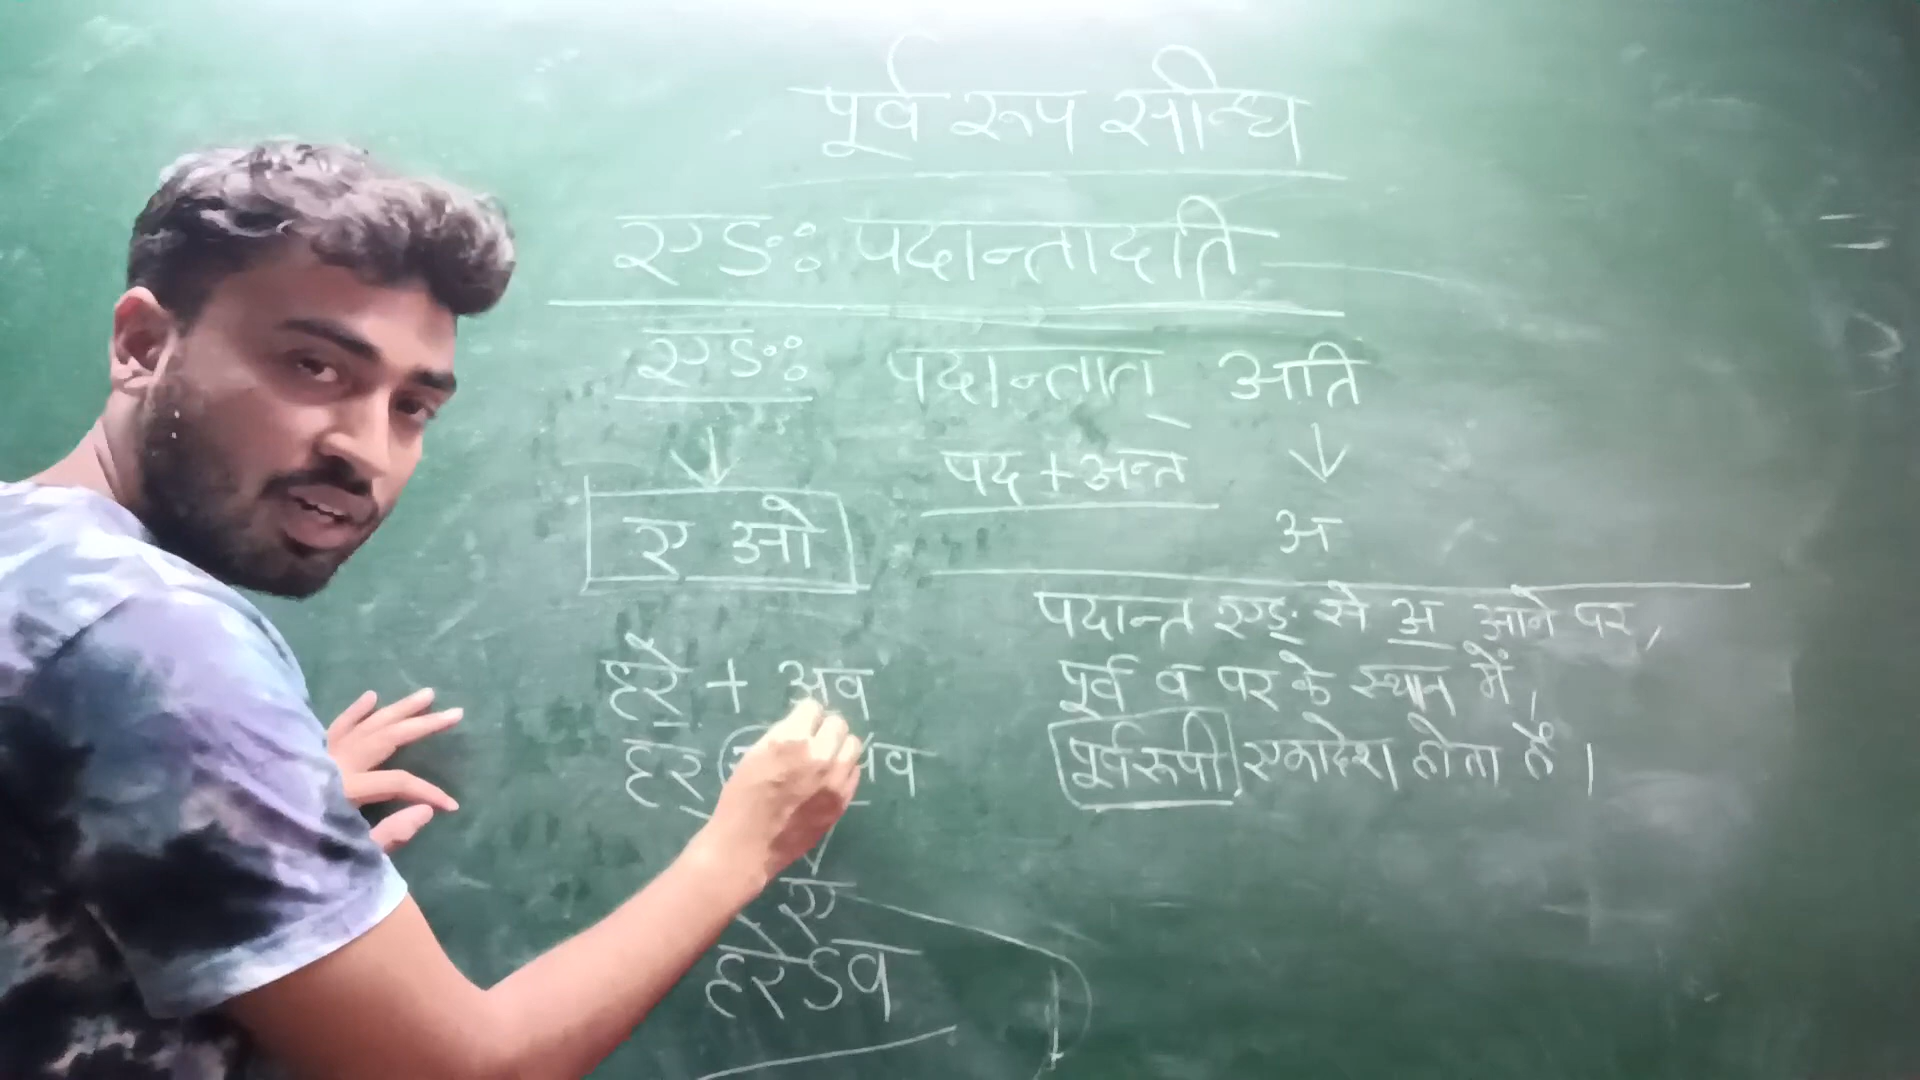 पूर्व रूप सन्धि
एङः पदान्तादति
एङः पदान्तात् अति
पद + अन्त
ए ओ
अ
पदान्त एङ् से अ आने पर,
पूर्व व पर के स्थान में,
पूर्वरूपी एकादेश होता है ।
हरे + अव
हर् व
ए
हरेऽव